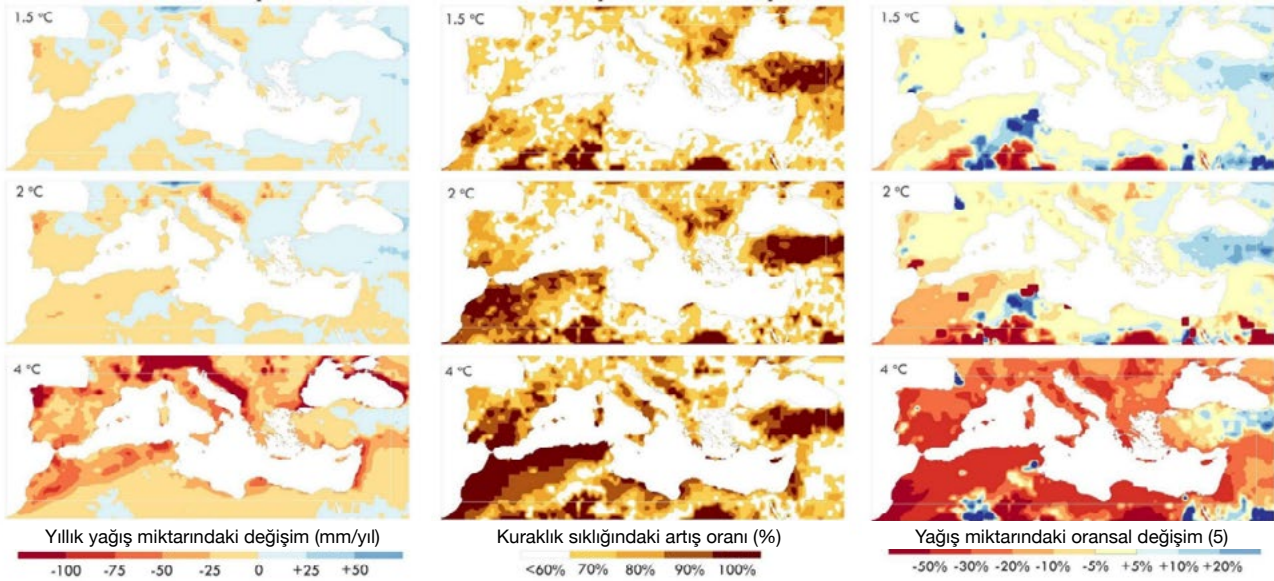 1.5 °C
1.5 °C
1.5 °C
2 °C
2 °C
2 °C
4 °C
4 °C
4 °C
Yıllık yağış miktarındaki değişim (mm/yıl)
-100 -75 -50 -25 0 +25 +50
Kuraklık sıklığındaki artış oranı (%)
<60% 70% 80% 90% 100%
Yağış miktarındaki oransal değişim (5)
-50% -30% -20% -10% -5% +5% +10% +20%